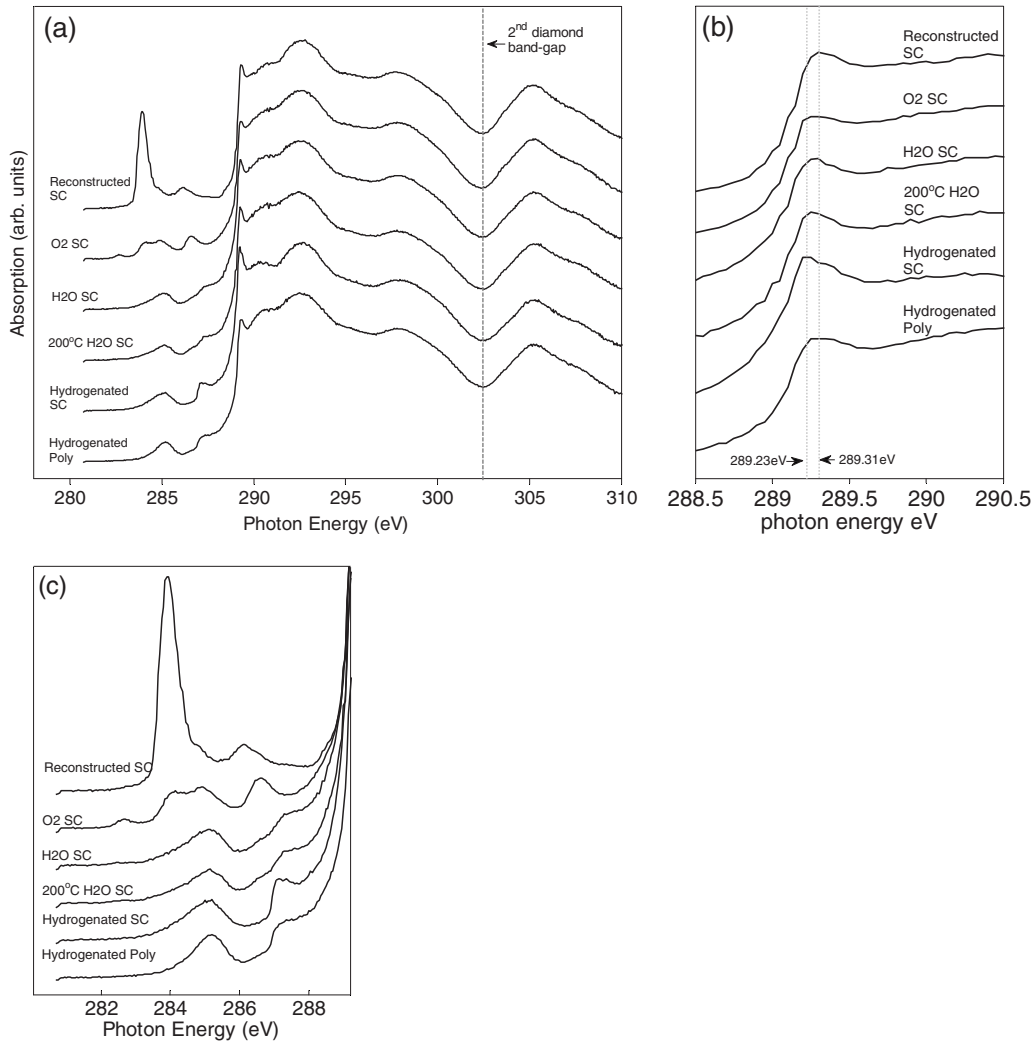 (a)
2nd diamond
band-gap
Absorption (arb. units)
Reconstructed
SC
O2 SC
H2O SC
200°C H2O SC
Hydrogenated
SC
Hydrogenated
Poly
280 285 290 295 300 305 310
Photon Energy (eV)
(b)
Reconstructed
SC
O2 SC
H2O SC
200°C H2O
SC
Hydrogenated
SC
Hydrogenated
Poly
289.23eV 289.31eV
288.5 289 289.5 290 290.5
photon energy eV
(c)
Reconstructed SC
O2 SC
H2O SC
200°C H2O SC
Hydrogenated SC
Hydrogenated Poly
282 284 286 288
Photon Energy (eV)